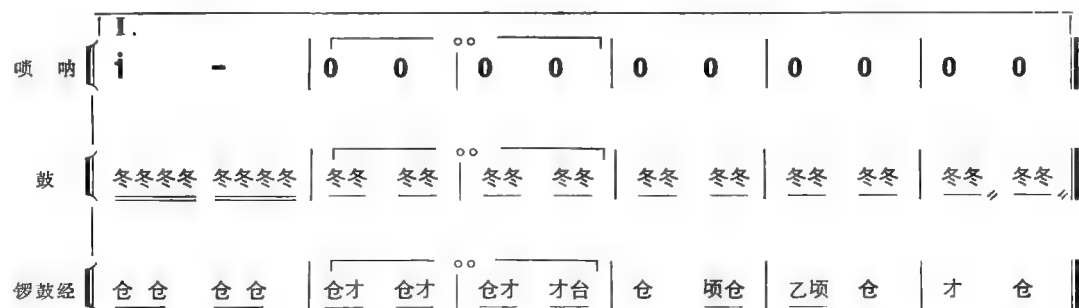 I.
唢 呐 i - | 0 0 | 0 0 | 0 0 | 0 0 | 0 0
鼓 冬冬冬冬 冬冬冬冬 | 冬冬 冬冬 | 冬冬 冬冬 | 冬冬 冬冬 | 冬冬 冬冬 | 冬冬〃 冬冬〃
锣鼓经 仓 仓 仓 仓 | 仓才 仓才 | 仓才 才台 | 仓 顷仓 | 乙顷 仓 | 才 仓